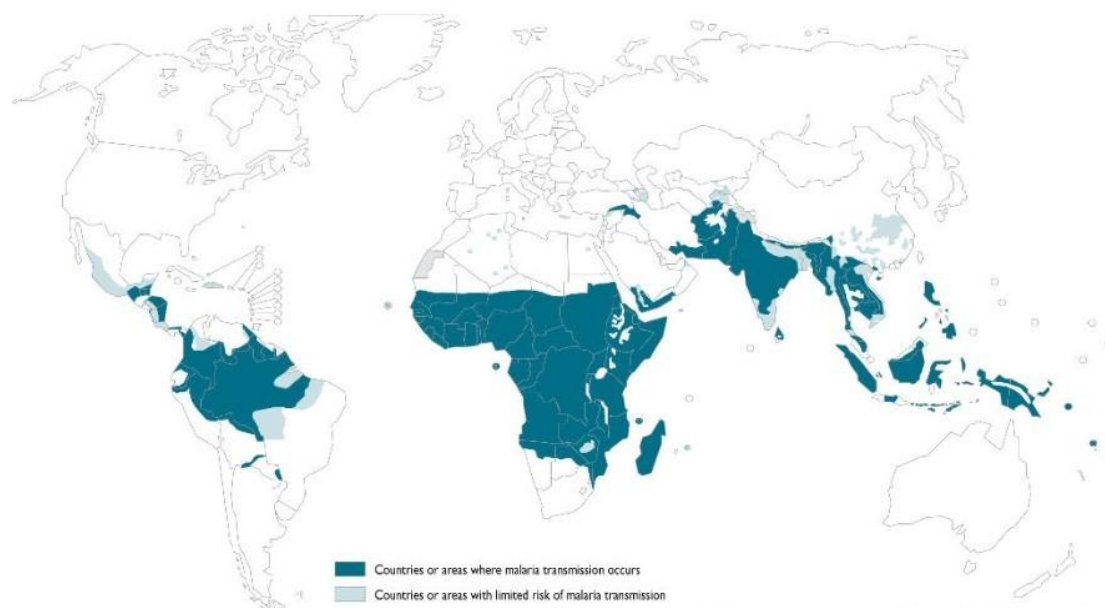 Countries or areas where malaria transmission occurs
Countries or areas with limited risk of malaria transmission